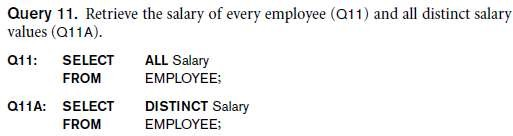 Query 11. Retrieve the salary of every employee (Q11) and all distinct salary
values (Q11A).
Q11: SELECT ALL Salary
FROM EMPLOYEE;
Q11A: SELECT DISTINCT Salary
FROM EMPLOYEE;